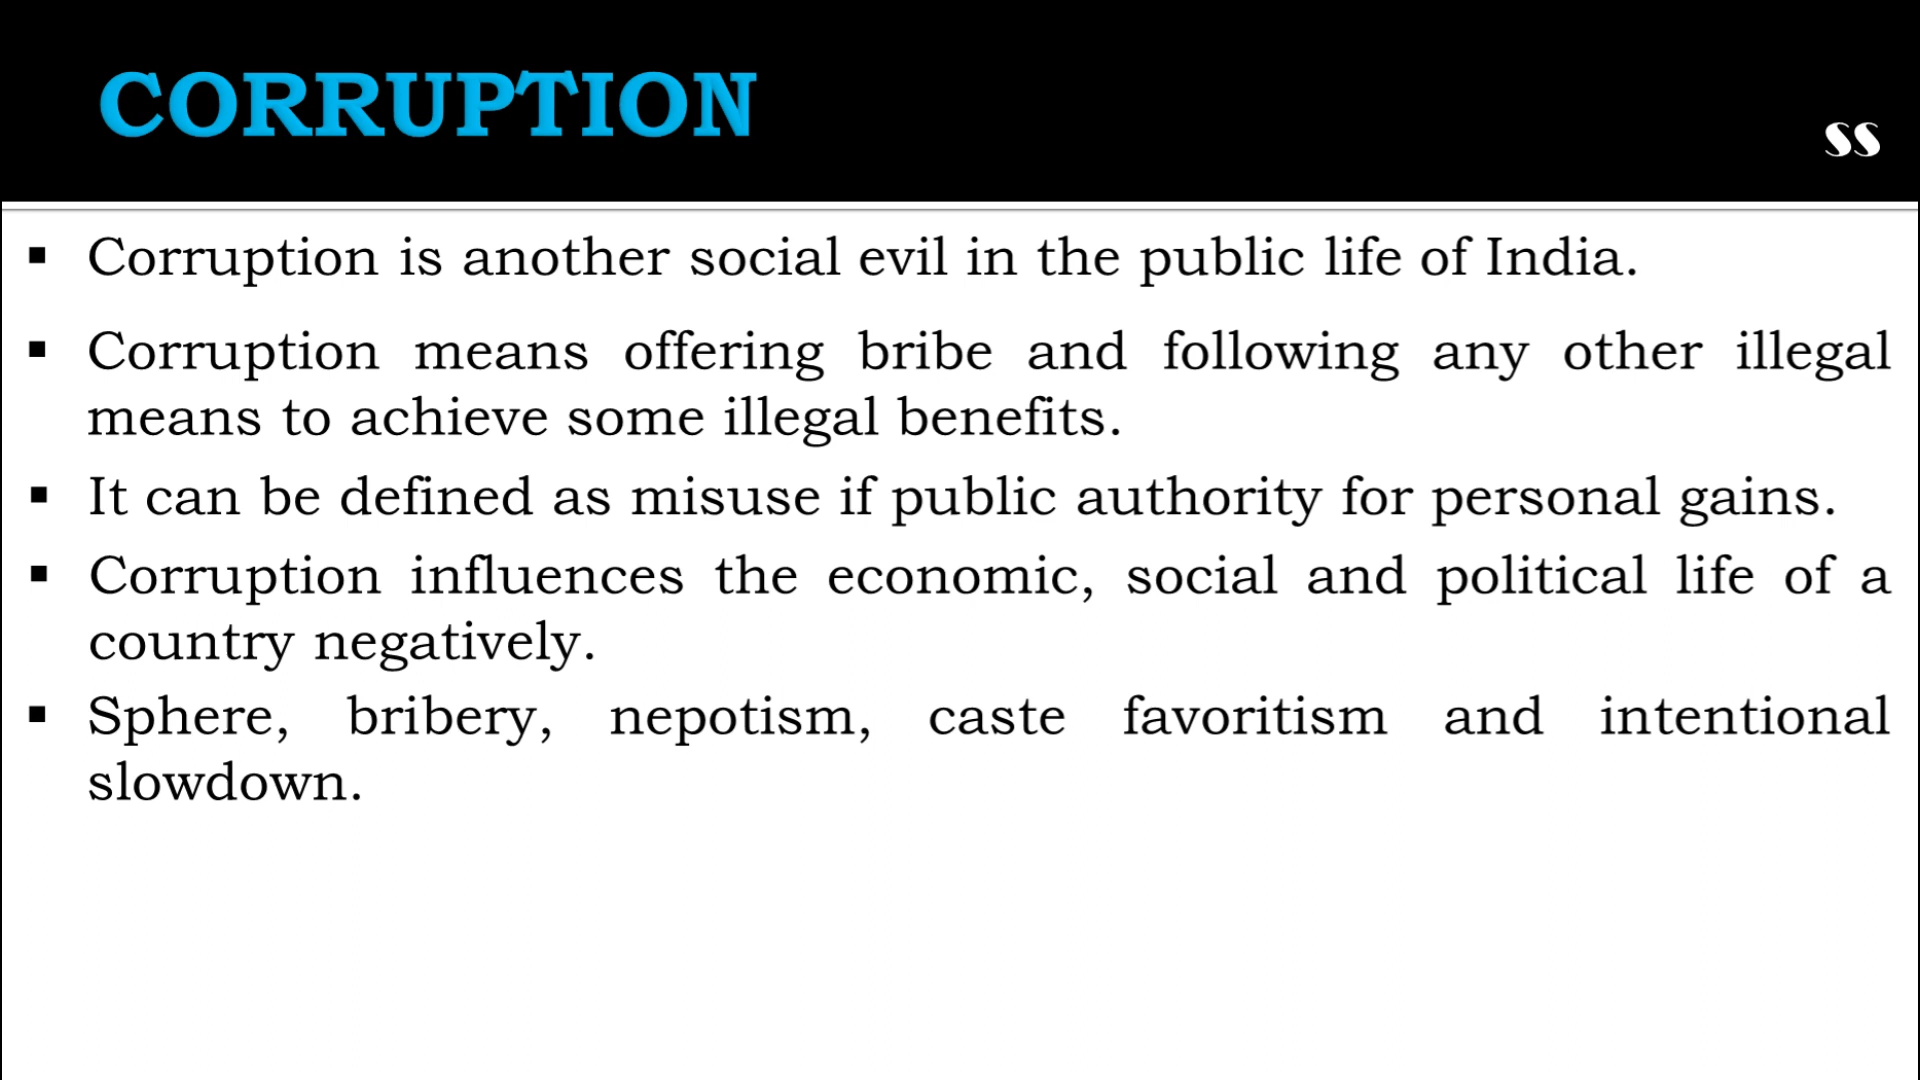 CORRUPTION
SS
▪ Corruption is another social evil in the public life of India.
▪ Corruption means offering bribe and following any other illegal
means to achieve some illegal benefits.
▪ It can be defined as misuse if public authority for personal gains.
▪ Corruption influences the economic, social and political life of a
country negatively.
▪ Sphere, bribery, nepotism, caste favoritism and intentional
slowdown.